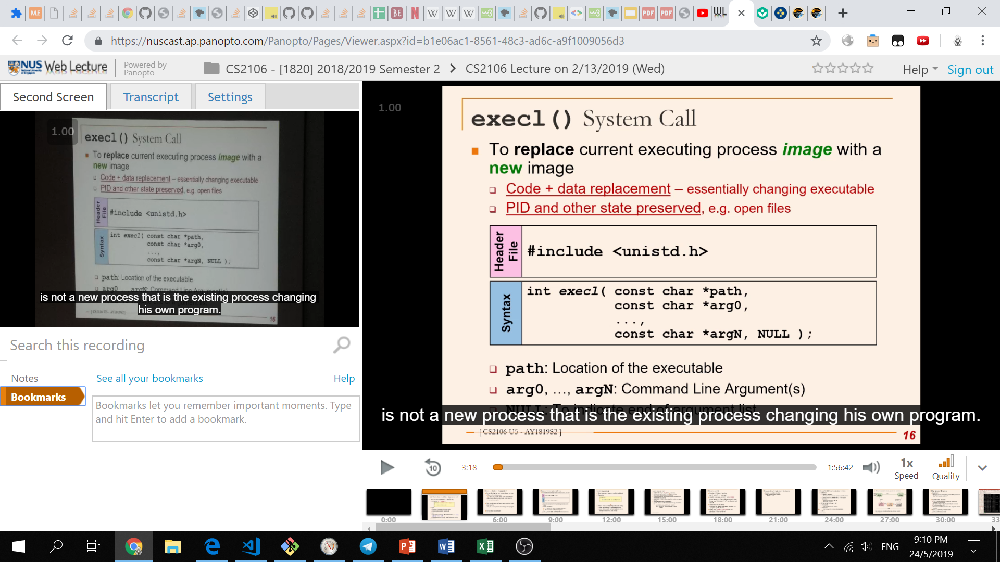 https://nuscast.ap.panopto.com/Panopto/Pages/Viewer.aspx?id=b1e06ac1-8561-48c3-ad6c-a9f1009056d3
NUS Web Lecture
Powered by
Panopto
CS2106 - [1820] 2018/2019 Semester 2 > CS2106 Lecture on 2/13/2019 (Wed)
Help
Sign out
Second Screen
Transcript
Settings
1.00
execl() System Call
To replace current executing process image with a
new image
Code + data replacement – essentially changing executable
PID and other state preserved, e.g. open files
Header
File
#include <unistd.h>
Syntax
int execl( const char *path,
const char *arg0,
...,
const char *argN, NULL );
path: Location of the executable
arg0 argN: Command Line Argument(s)
is not a new process that is the existing process changing
his own program.
16
Search this recording
Notes
Bookmarks
See all your bookmarks
Help
Bookmarks let you remember important moments. Type
and hit Enter to add a bookmark.
1.00
execl() System Call
To replace current executing process image with a
new image
Code + data replacement – essentially changing executable
PID and other state preserved, e.g. open files
Header
File
#include <unistd.h>
Syntax
int execl( const char *path,
const char *arg0,
...,
const char *argN, NULL );
path: Location of the executable
arg0, ..., argN: Command Line Argument(s)
NULL: To indicate end of argument list
is not a new process that is the existing process changing his own program.
[ CS2106 U5 - AY1819S2 ]
16
10
3:18
-1:56:42
1x
Speed
Quality
0:00
6:00
9:00
12:00
15:00
18:00
21:00
24:00
27:00
30:00
33
ENG
9:10 PM
24/5/2019